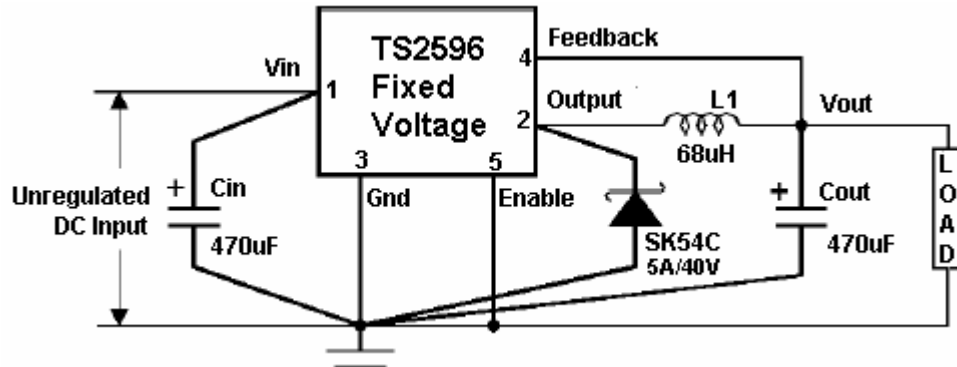 TS2596
Fixed
Voltage
Vin
1
Feedback
4
Output
2
L1
68uH
Vout
3
5
Gnd
Enable
Unregulated
DC Input
+
Cin
470uF
SK54C
5A/40V
+
Cout
470uF
LOAD